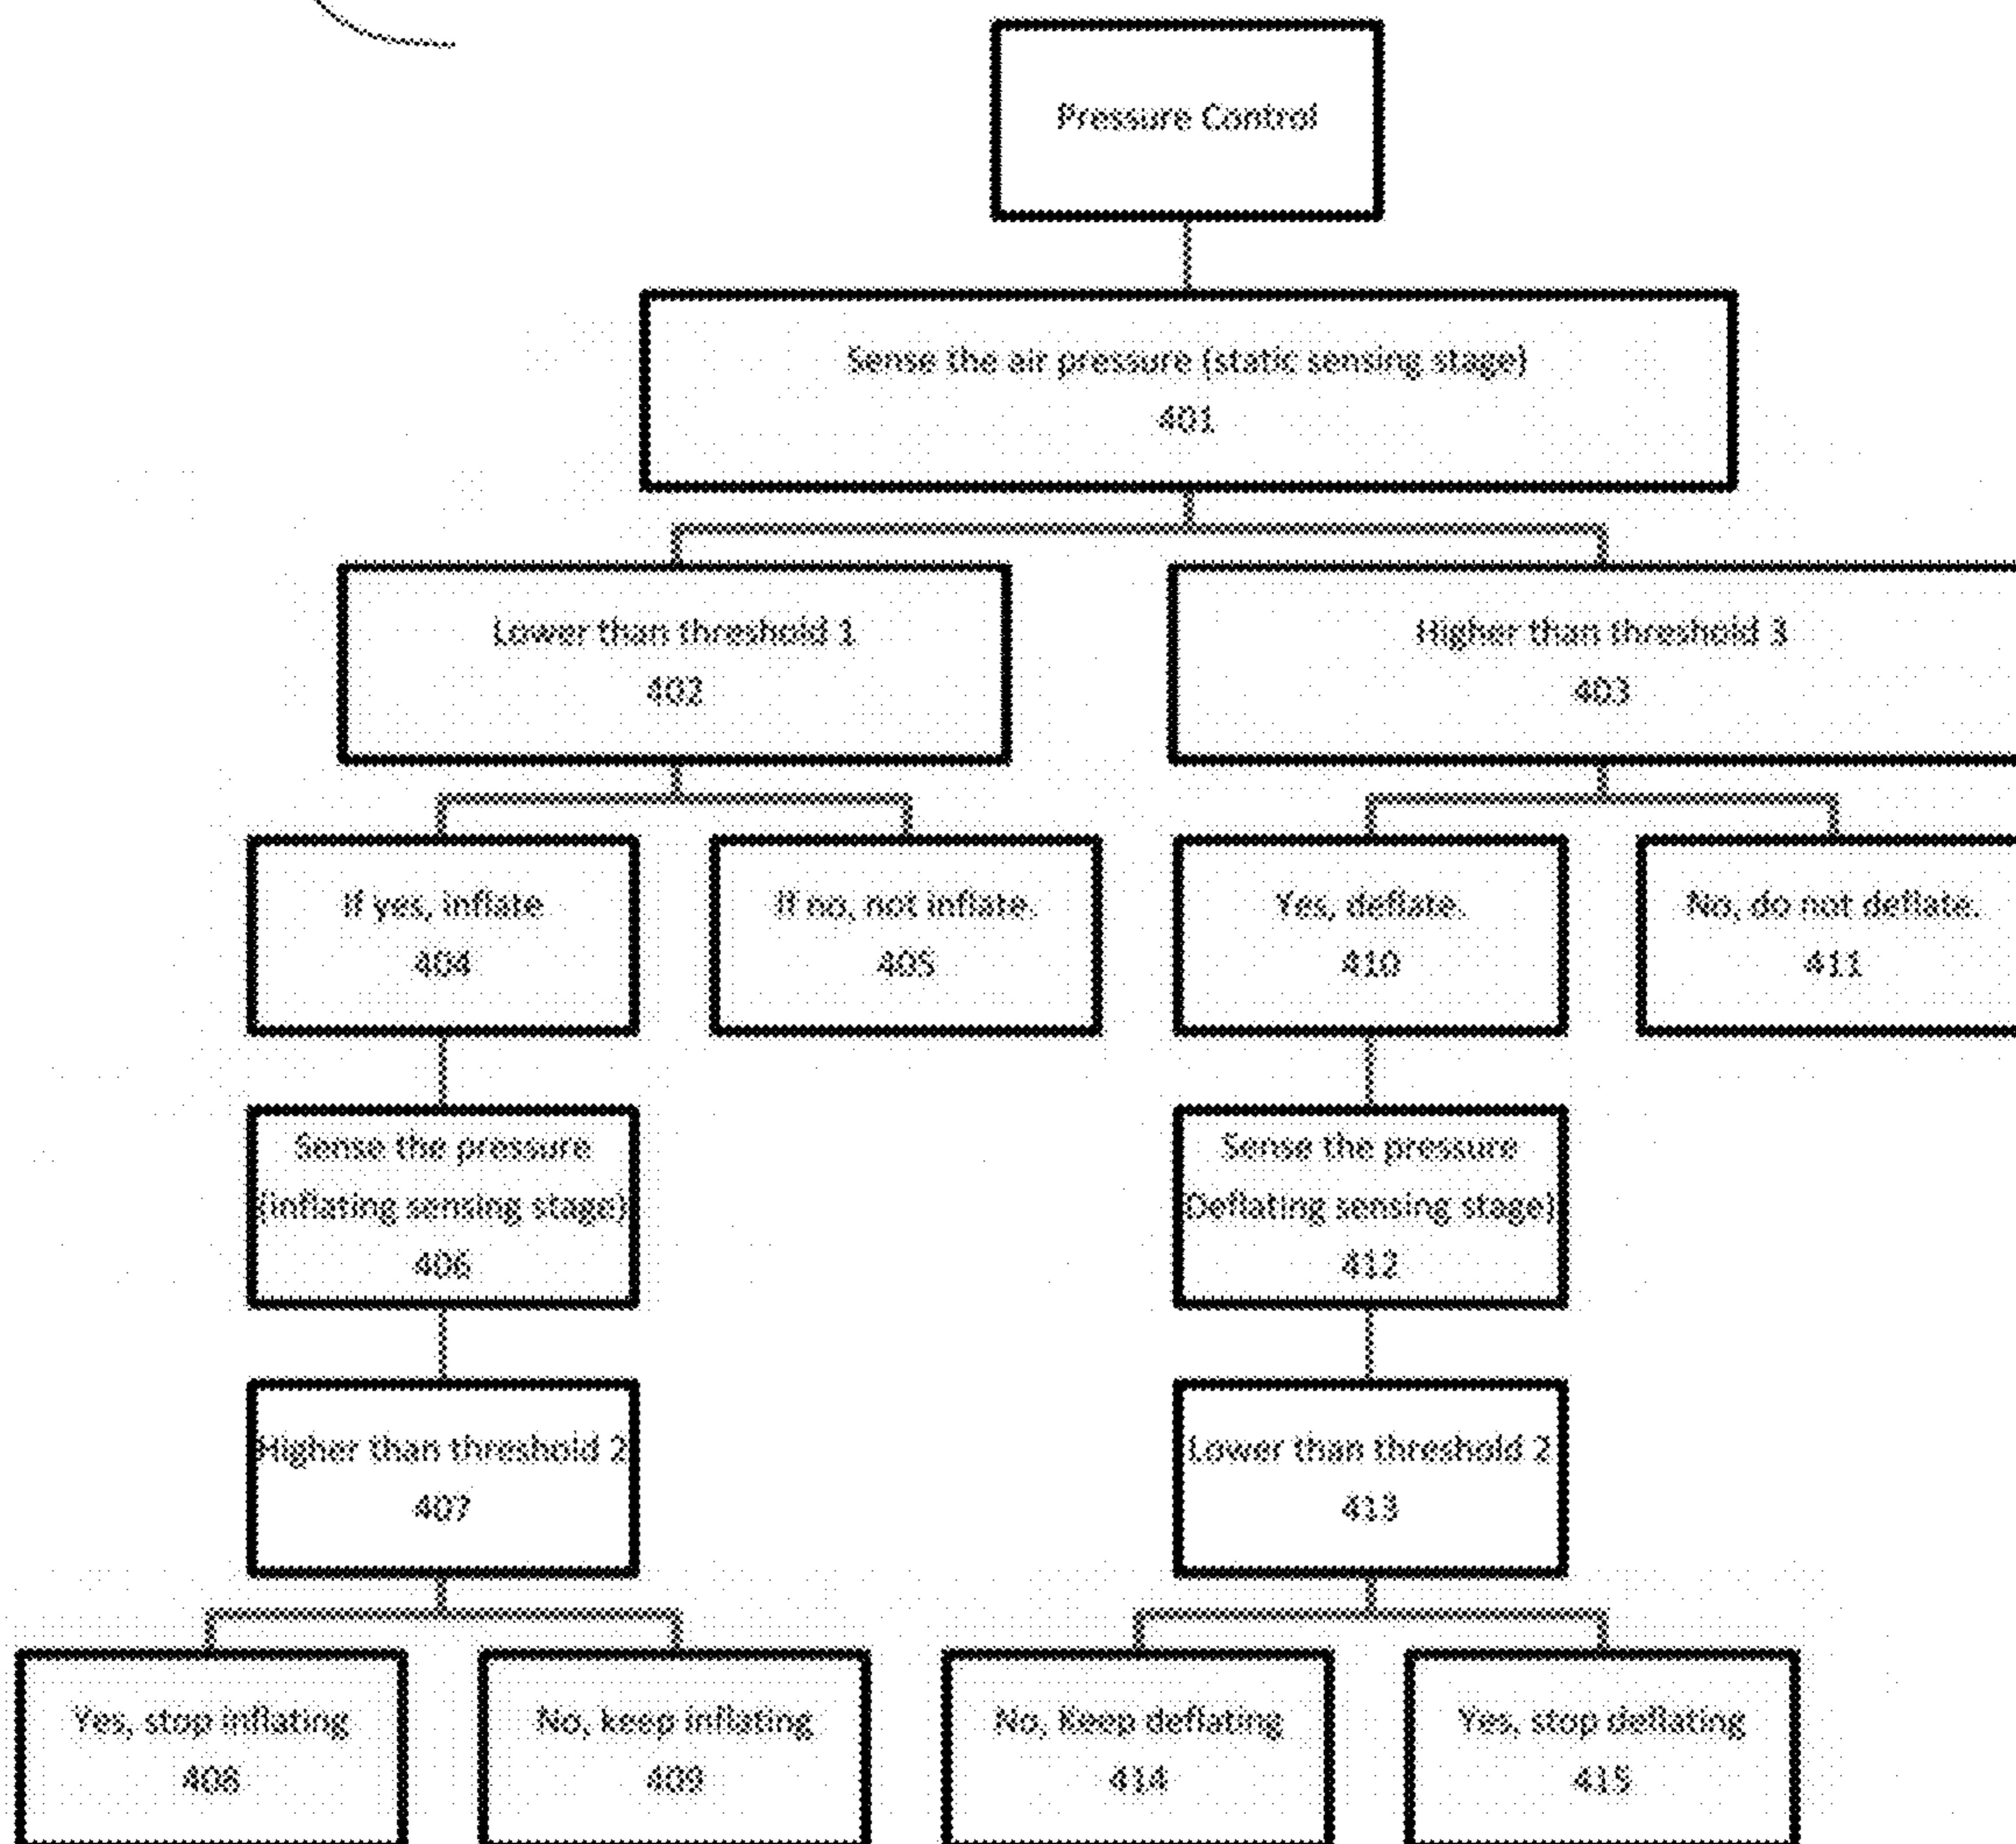 Pressure Control
Sense the air pressure (static sensing stage)
401
Lower than threshold 1
402
Higher than threshold 3
403
If yes, inflate
404
If no, not inflate.
405
Yes, deflate.
410
No, do not deflate.
411
Sense the pressure
(inflating sensing stage)
406
Sense the pressure
Deflating sensing stage)
412
Higher than threshold 2
407
Lower than threshold 2
413
Yes, stop inflating
408
No, keep inflating
409
No, Keep deflating
414
Yes, stop deflating
415